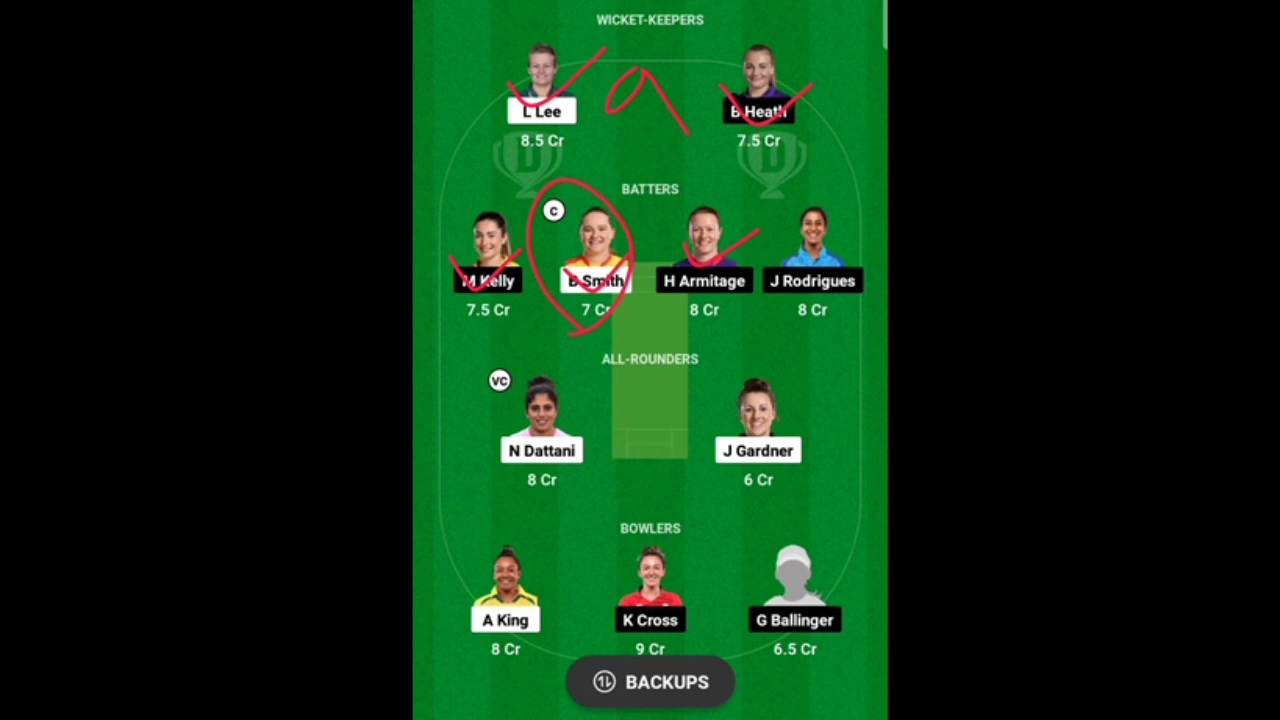 WICKET-KEEPERS
L Lee B Heath
8.5 Cr 7.5 Cr
BATTERS
C
M Kelly B Smith H Armitage J Rodrigues
7.5 Cr 7 Cr 8 Cr 8 Cr
ALL-ROUNDERS
VC
N Dattani J Gardner
8 Cr 6 Cr
BOWLERS
A King K Cross G Ballinger
8 Cr 9 Cr 6.5 Cr
BACKUPS